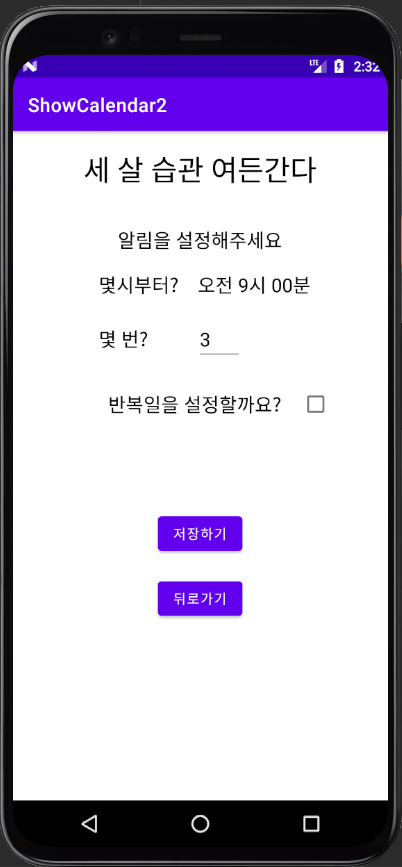 LTE 2:32
ShowCalendar2
세 살 습관 여든간다
알림을 설정해주세요
몇시부터? 오전 9시 00분
몇 번? 3
반복일을 설정할까요?
저장하기
뒤로가기